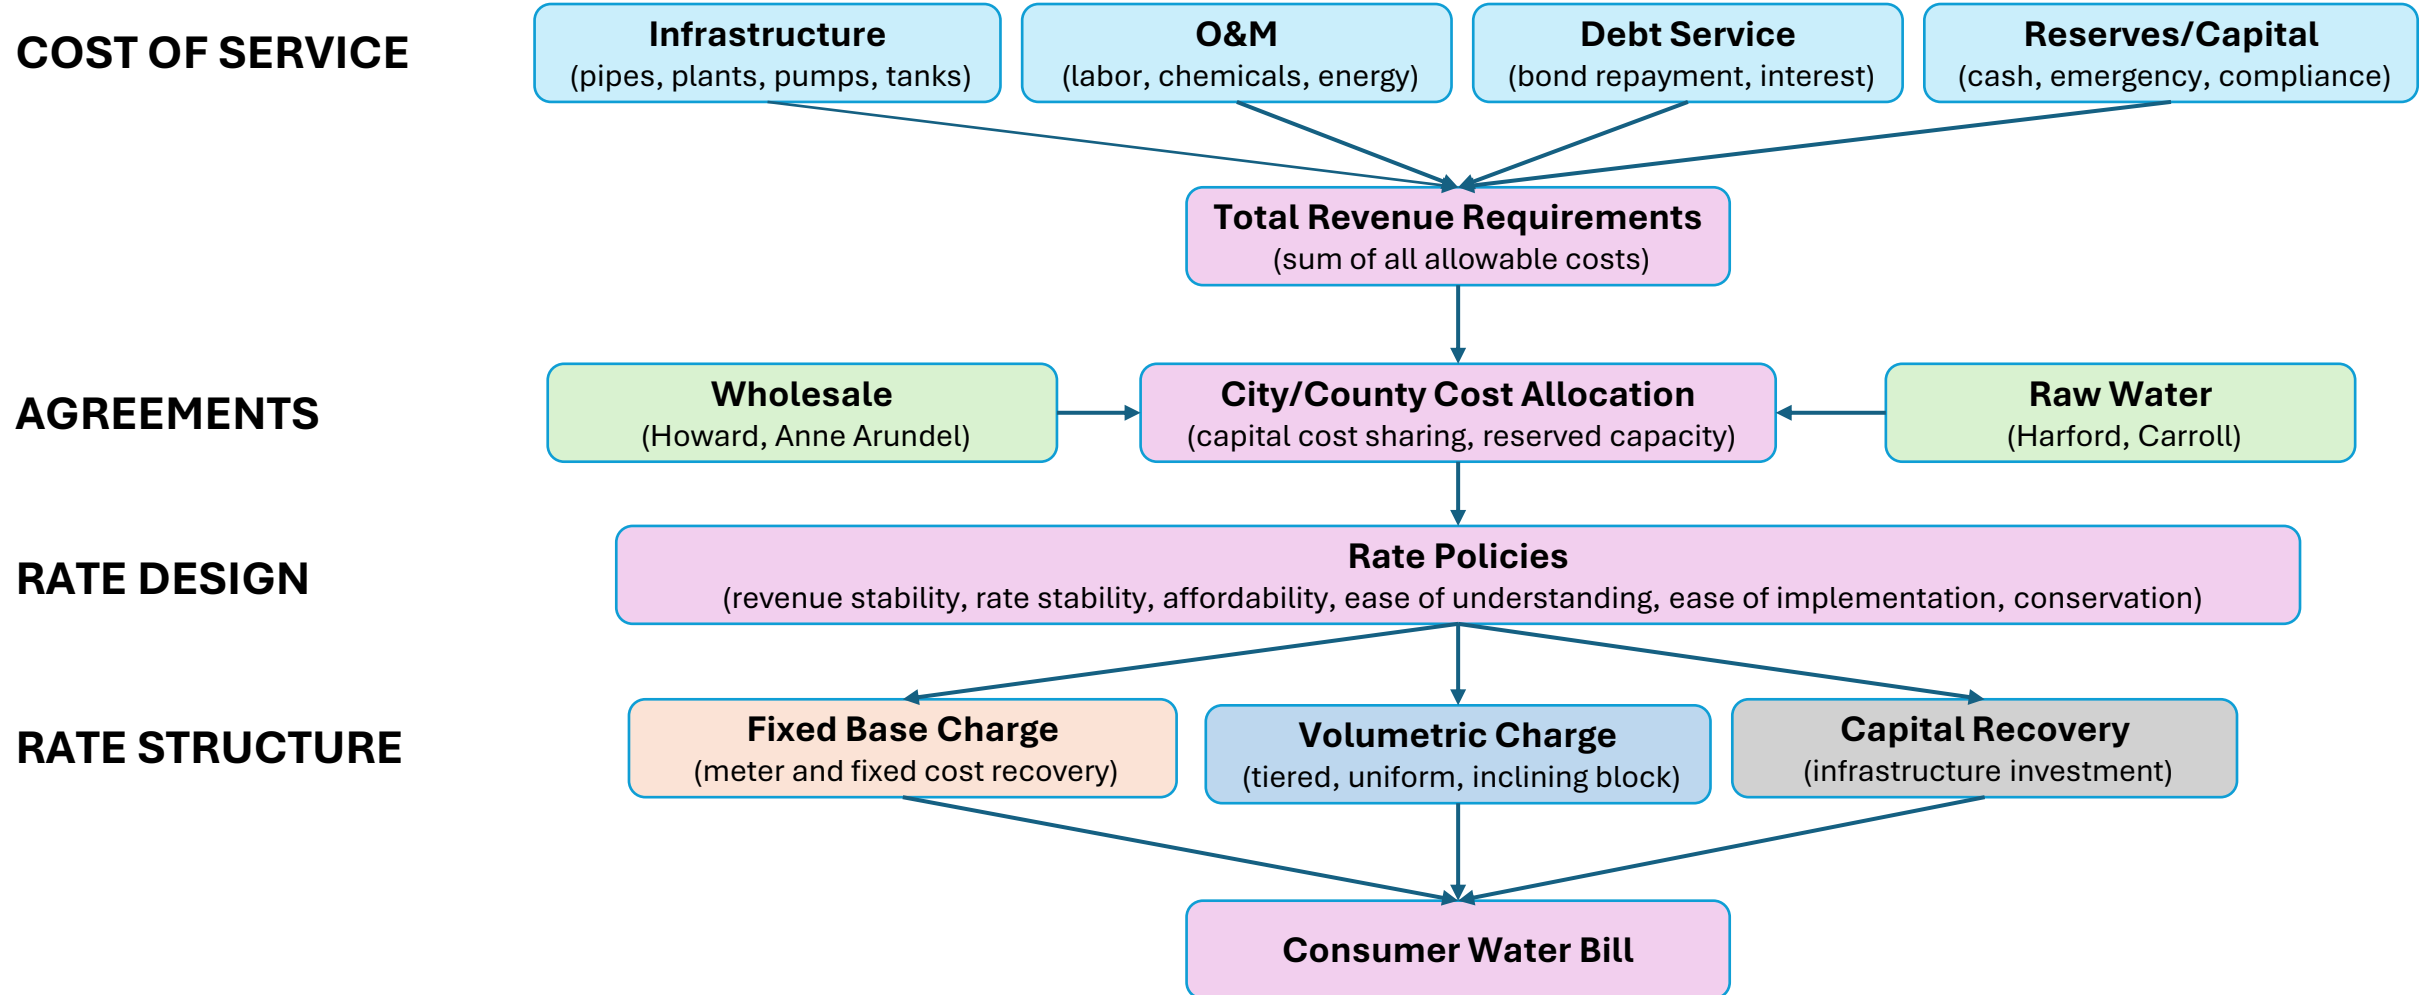 COST OF SERVICE
Infrastructure
(pipes, plants, pumps, tanks)
O&M
(labor, chemicals, energy)
Debt Service
(bond repayment, interest)
Reserves/Capital
(cash, emergency, compliance)
Total Revenue Requirements
(sum of all allowable costs)
AGREEMENTS
Wholesale
(Howard, Anne Arundel)
City/County Cost Allocation
(capital cost sharing, reserved capacity)
Raw Water
(Harford, Carroll)
RATE DESIGN
Rate Policies
(revenue stability, rate stability, affordability, ease of understanding, ease of implementation, conservation)
RATE STRUCTURE
Fixed Base Charge
(meter and fixed cost recovery)
Volumetric Charge
(tiered, uniform, inclining block)
Capital Recovery
(infrastructure investment)
Consumer Water Bill